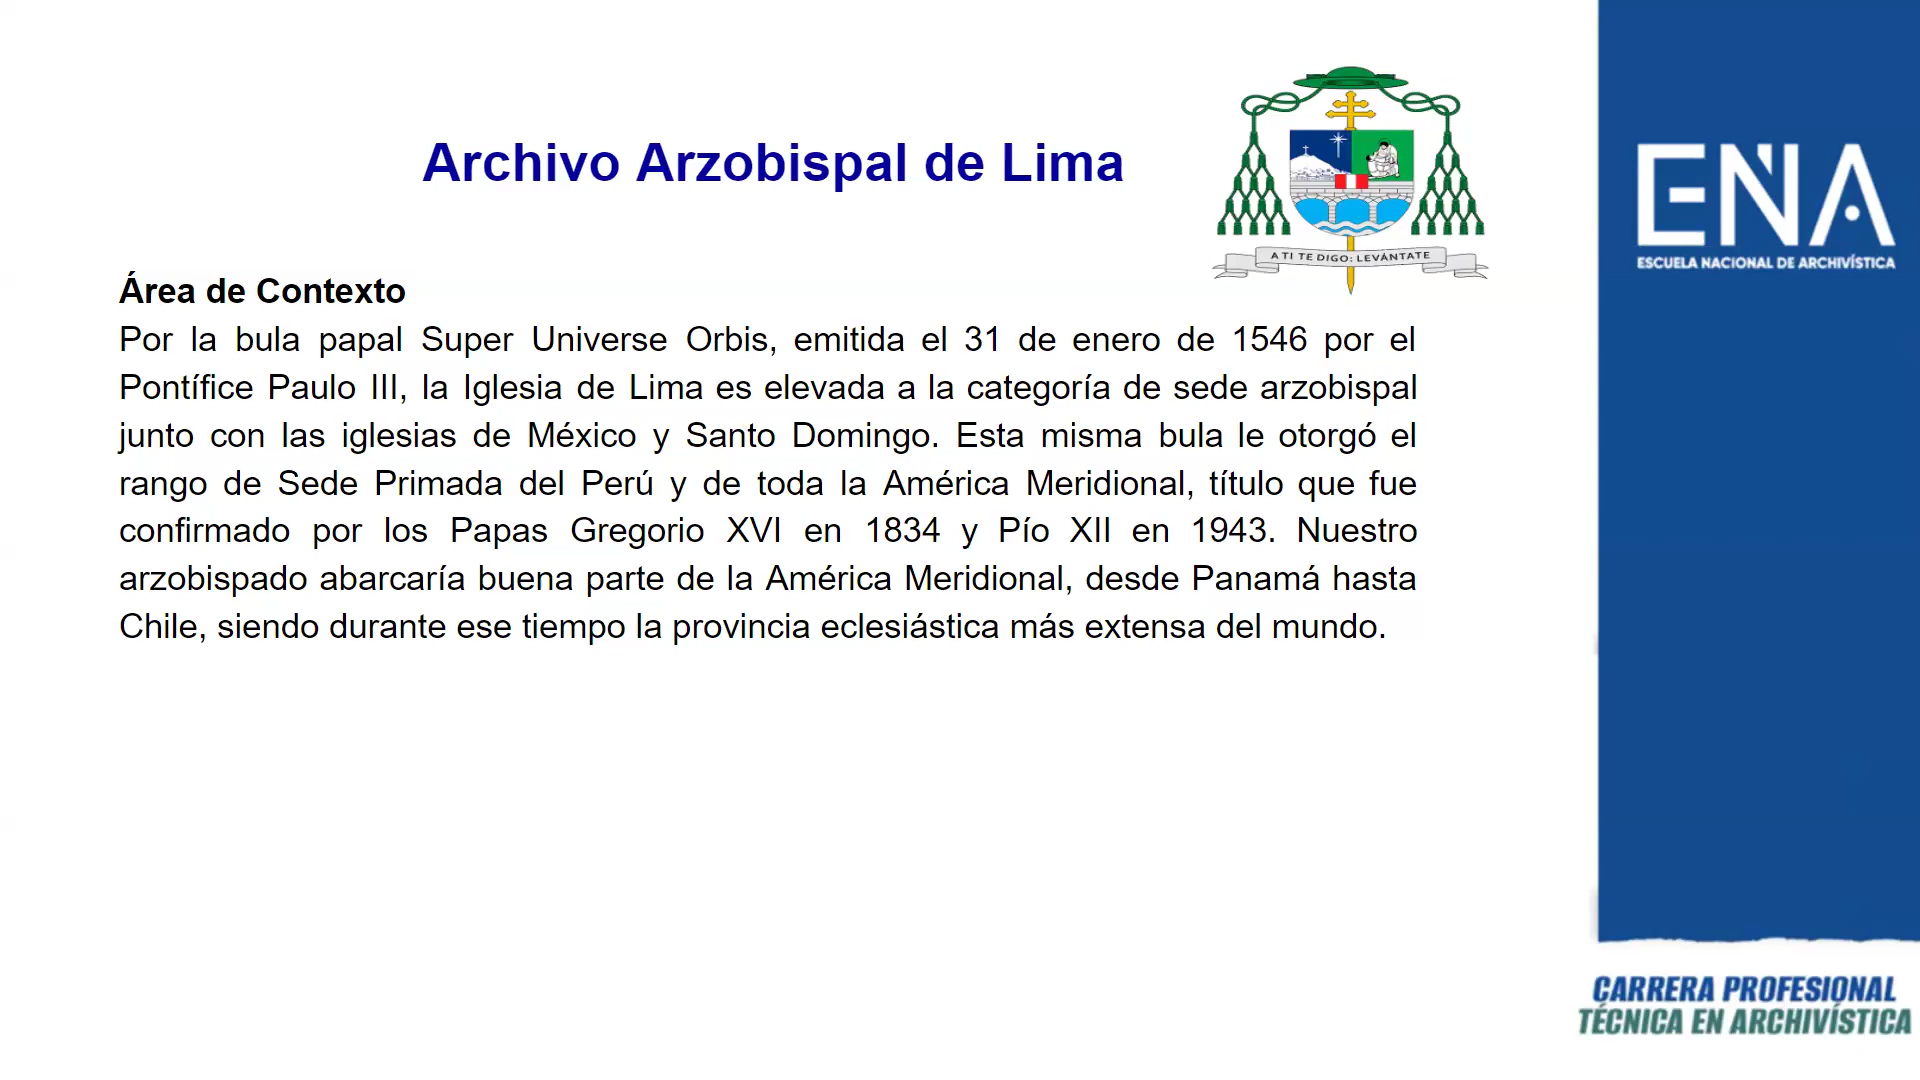 Archivo Arzobispal de Lima
A TI TE DIGO: LEVÁNTATE
ENA
ESCUELA NACIONAL DE ARCHIVÍSTICA
Área de Contexto
Por la bula papal Super Universe Orbis, emitida el 31 de enero de 1546 por el
Pontífice Paulo III, la Iglesia de Lima es elevada a la categoría de sede arzobispal
junto con las iglesias de México y Santo Domingo. Esta misma bula le otorgó el
rango de Sede Primada del Perú y de toda la América Meridional, título que fue
confirmado por los Papas Gregorio XVI en 1834 y Pío XII en 1943. Nuestro
arzobispado abarcaría buena parte de la América Meridional, desde Panamá hasta
Chile, siendo durante ese tiempo la provincia eclesiástica más extensa del mundo.
CARRERA PROFESIONAL
TÉCNICA EN ARCHIVÍSTICA